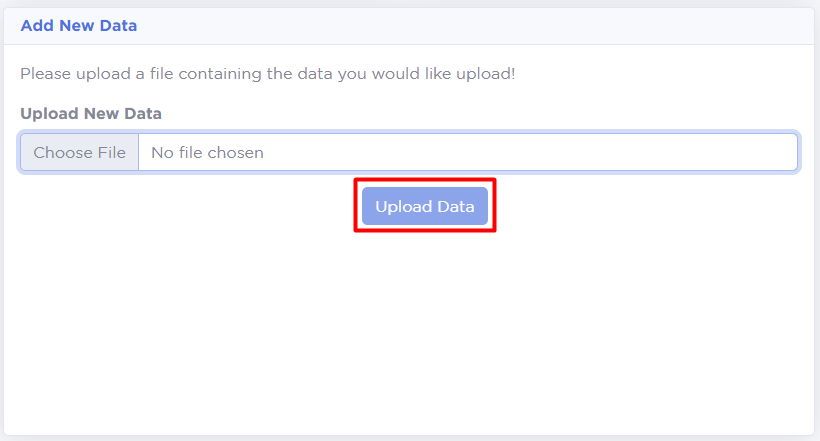 Add New Data
Please upload a file containing the data you would like upload!
Upload New Data
Choose File No file chosen
Upload Data